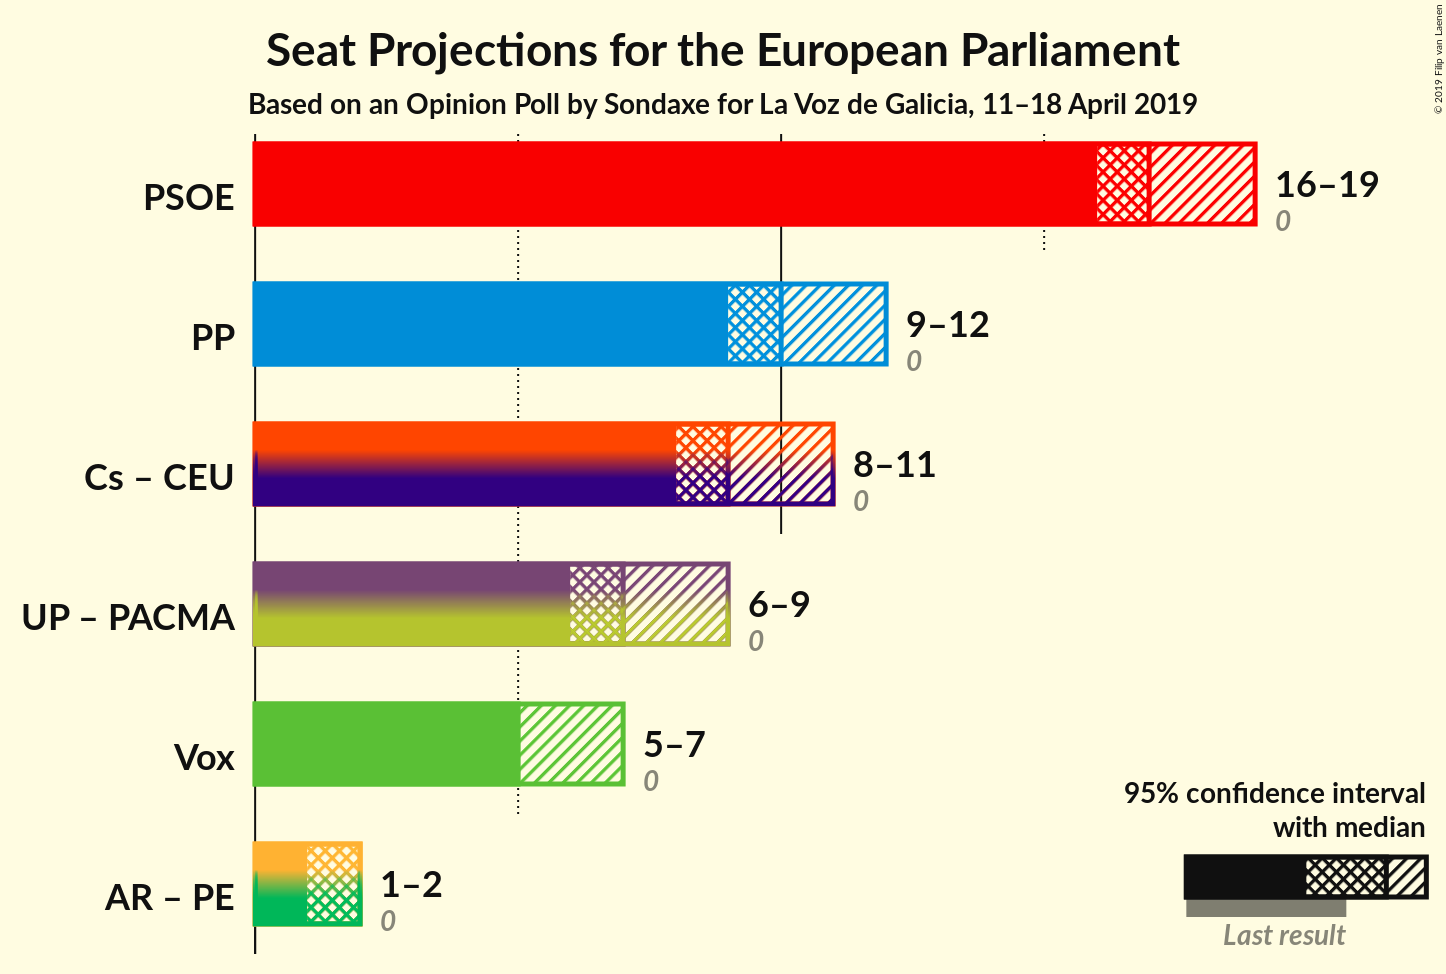 Seat Projections for the European Parliament
Based on an Opinion Poll by Sondaxe for La Voz de Galicia, 11–18 April 2019
© 2019 Filip van Laenen
PSOE
16–19
0
PP
9–12
0
Cs – CEU
8–11
0
UP – PACMA
6–9
0
Vox
5–7
0
AR – PE
1–2
0
95% confidence interval
with median
Last result